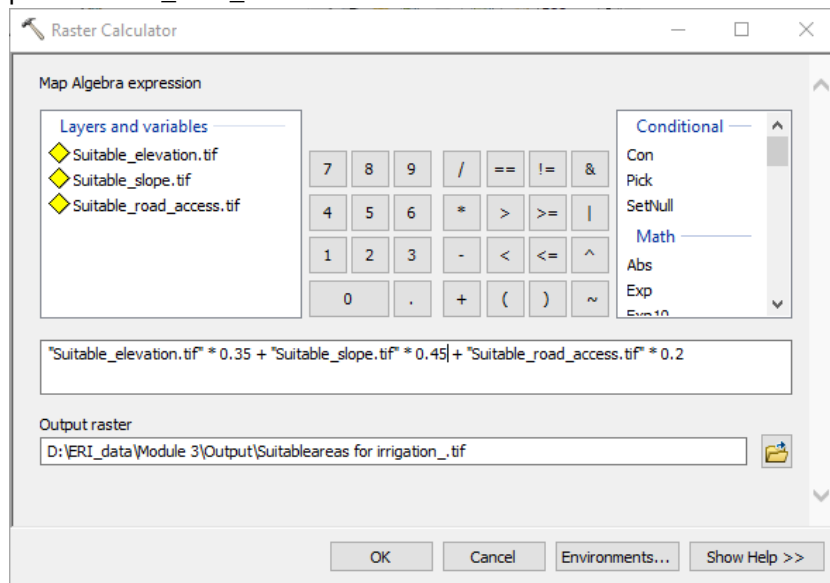 Raster Calculator
Map Algebra expression
Layers and variables
Suitable_elevation.tif
Suitable_slope.tif
Suitable_road_access.tif
7 8 9 / == != &
4 5 6 * > >= |
1 2 3 - < <= ^
0 . + ( ) ~
Conditional
Con
Pick
SetNull
Math
Abs
Exp
Exp10
"Suitable_elevation.tif" * 0.35 + "Suitable_slope.tif" * 0.45 + "Suitable_road_access.tif" * 0.2
Output raster
D:\ERI_data\Module 3\Output\Suitableareas for irrigation_.tif
OK Cancel Environments... Show Help >>